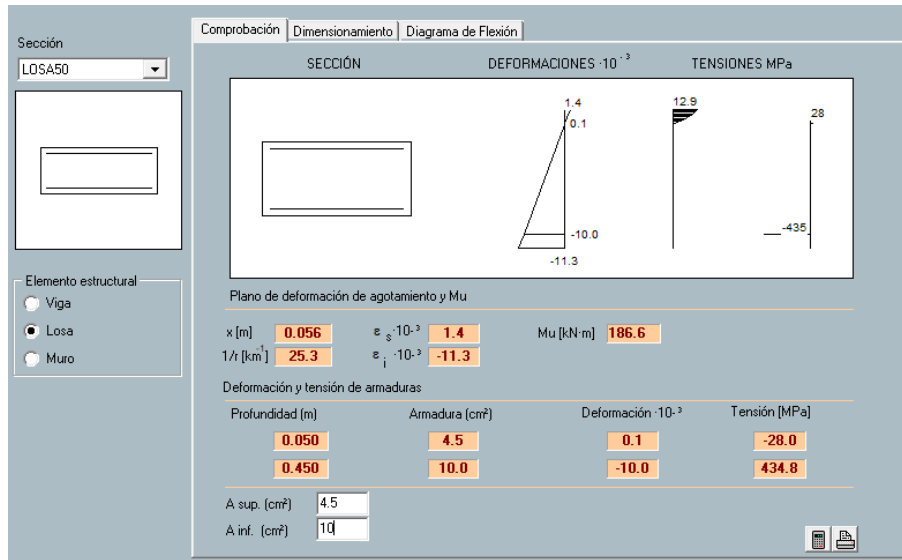 Sección
LOSA50
Elemento estructural
Viga
Losa
Muro
Comprobación Dimensionamiento Diagrama de Flexión
SECCIÓN DEFORMACIONES ·10⁻³ TENSIONES MPa
1.4
0.1
-10.0
-11.3
12.9
28
-435
Plano de deformación de agotamiento y Mu
x [m] 0.056 ε s ·10-³ 1.4 Mu [kN·m] 186.6
1/r [km⁻¹] 25.3 ε i ·10-³ -11.3
Deformación y tensión de armaduras
Profundidad (m) Armadura (cm²) Deformación ·10-³ Tensión [MPa]
0.050 4.5 0.1 -28.0
0.450 10.0 -10.0 434.8
A sup. (cm²) 4.5
A inf. (cm²) 10